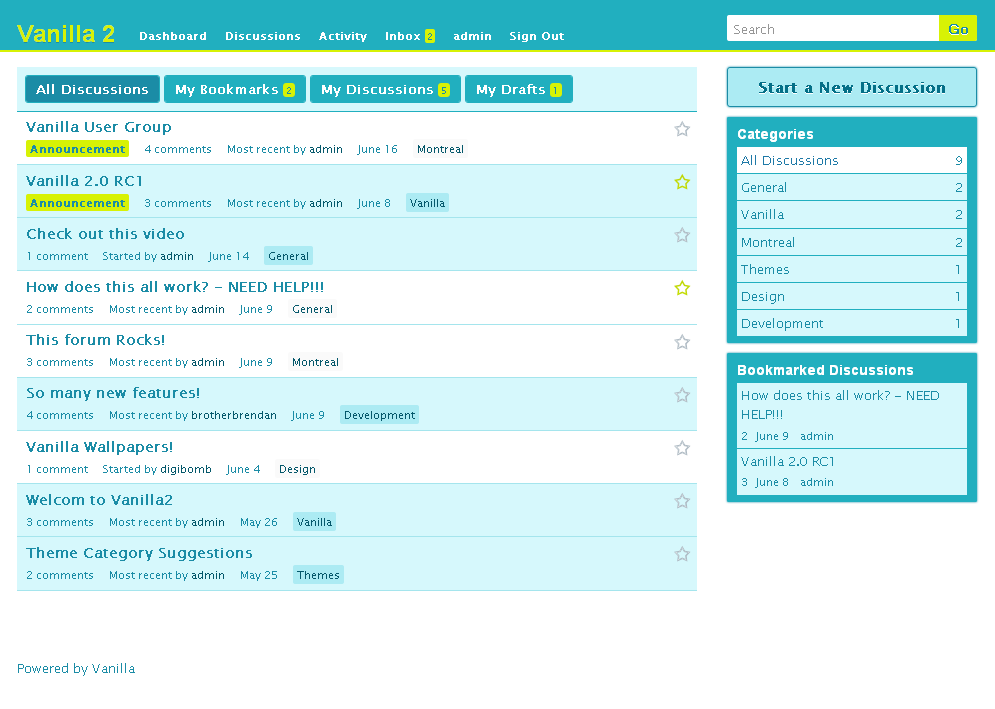 Vanilla 2 Dashboard Discussions Activity Inbox 2 admin Sign Out Search Go
All Discussions My Bookmarks 2 My Discussions 5 My Drafts 1
Vanilla User Group
Announcement 4 comments Most recent by admin June 16 Montreal
Vanilla 2.0 RC1
Announcement 3 comments Most recent by admin June 8 Vanilla
Check out this video
1 comment Started by admin June 14 General
How does this all work? – NEED HELP!!!
2 comments Most recent by admin June 9 General
This forum Rocks!
3 comments Most recent by admin June 9 Montreal
So many new features!
4 comments Most recent by brotherbrendan June 9 Development
Vanilla Wallpapers!
1 comment Started by digibomb June 4 Design
Welcom to Vanilla2
3 comments Most recent by admin May 26 Vanilla
Theme Category Suggestions
2 comments Most recent by admin May 25 Themes
Start a New Discussion
Categories
All Discussions 9
General 2
Vanilla 2
Montreal 2
Themes 1
Design 1
Development 1
Bookmarked Discussions
How does this all work? – NEED
HELP!!!
2 June 9 admin
Vanilla 2.0 RC1
3 June 8 admin
Powered by Vanilla